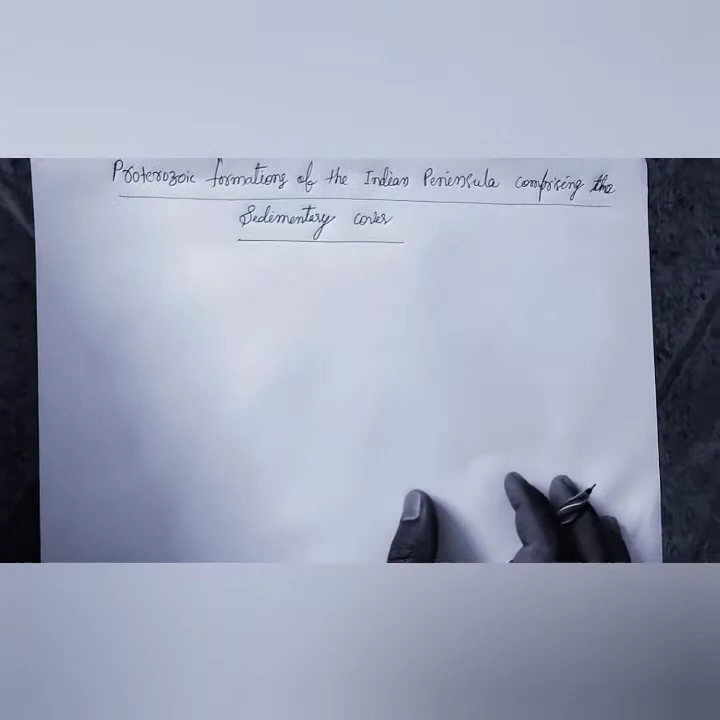 Proterozoic formations of the Indian Peninsula comprising the
Sedimentary cover